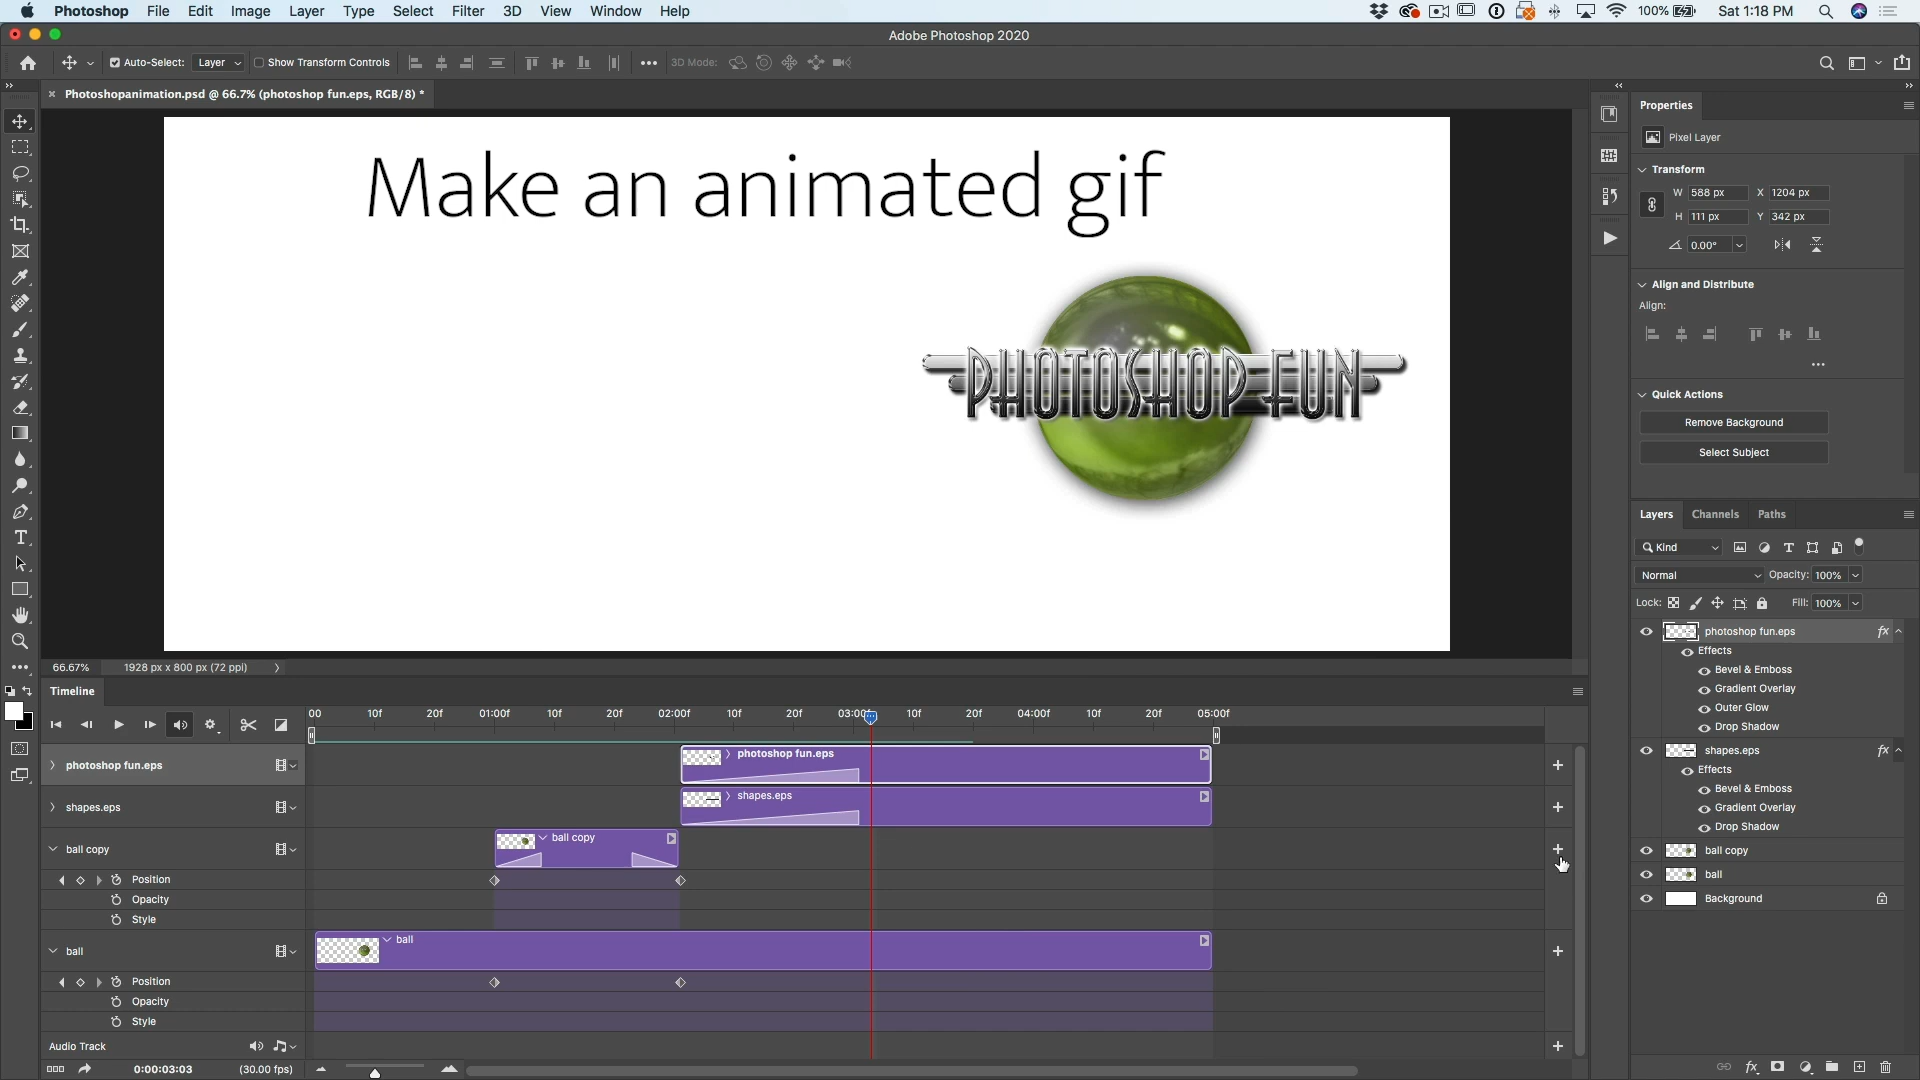 Photoshop File Edit Image Layer Type Select Filter 3D View Window Help 100% Sat 1:18 PM
Adobe Photoshop 2020
Auto-Select: Layer Show Transform Controls 3D Mode:
Photoshopanimation.psd @ 66.7% (photoshop fun.eps, RGB/8) *
Make an animated gif
PHOTOSHOP FUN
66.67% 1928 px x 800 px (72 ppi)
Properties
Pixel Layer
Transform
W 588 px X 1204 px
H 111 px Y 342 px
0.00°
Align and Distribute
Align:
Quick Actions
Remove Background
Select Subject
Layers Channels Paths
Kind
Normal Opacity: 100%
Lock: Fill: 100%
photoshop fun.eps fx
Effects
Bevel & Emboss
Gradient Overlay
Outer Glow
Drop Shadow
shapes.eps fx
Effects
Bevel & Emboss
Gradient Overlay
Drop Shadow
ball copy
ball
Background
fx
Timeline
00 10f 20f 01:00f 10f 20f 02:00f 10f 20f 03:00f 10f 20f 04:00f 10f 20f 05:00f
photoshop fun.eps photoshop fun.eps
shapes.eps shapes.eps
ball copy ball copy
Position
Opacity
Style
ball ball
Position
Opacity
Style
Audio Track
0:00:03:03 (30.00 fps)